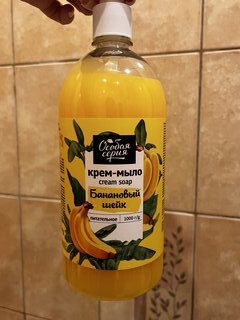 Особая
серия
крем-мыло
cream soap
Банановый
шейк
питательное
1000 г/g